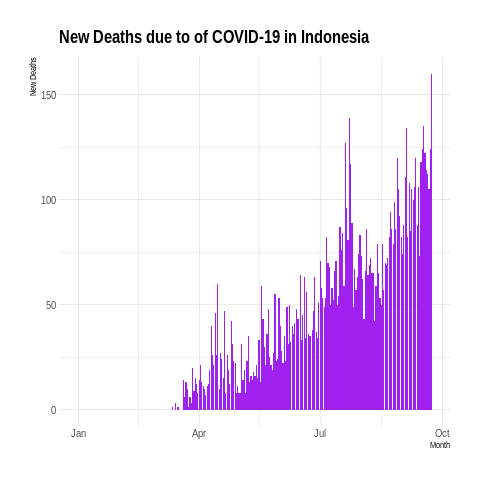 New Deaths due to of COVID-19 in Indonesia
New Deaths
150
100
50
0
Jan Apr Jul Oct
Month